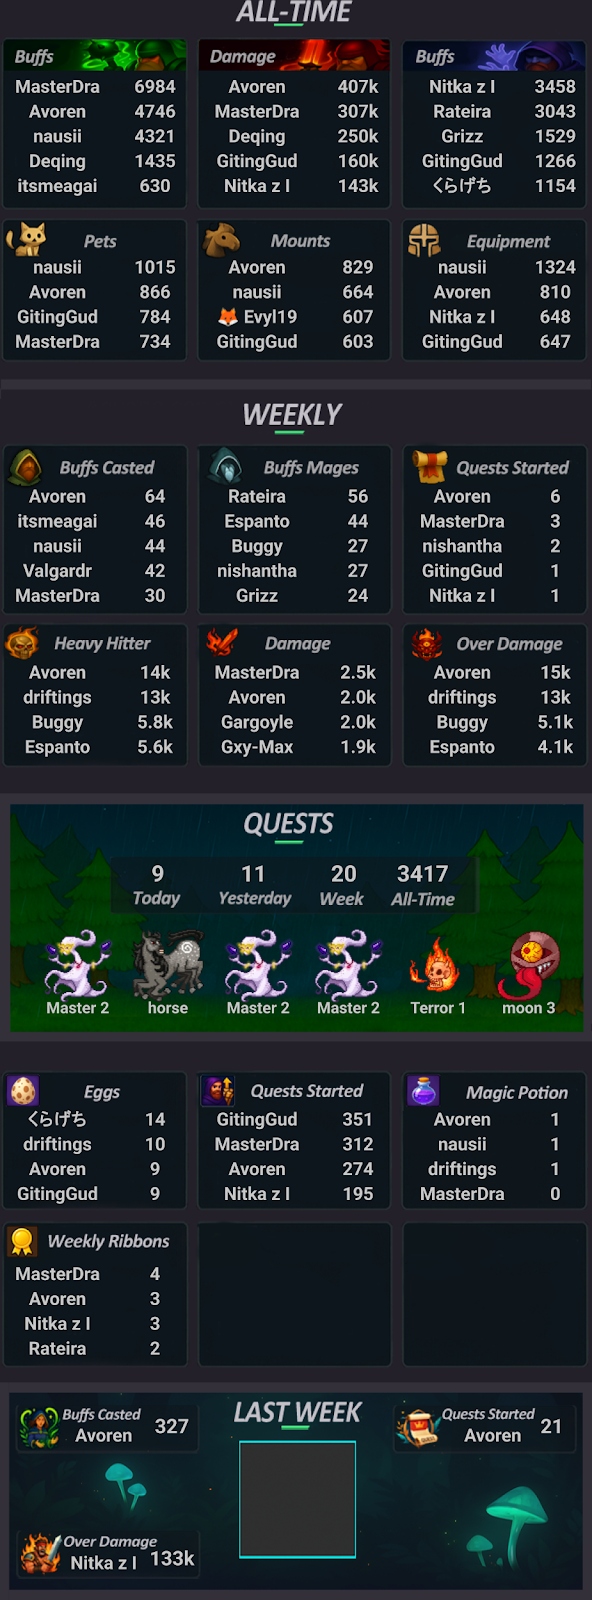 ALL-TIME
Buffs
MasterDra 6984
Avoren 4746
nausii 4321
Deqing 1435
itsmeagai 630
Damage
Avoren 407k
MasterDra 307k
Deqing 250k
GitingGud 160k
Nitka z I 143k
Buffs
Nitka z I 3458
Rateira 3043
Grizz 1529
GitingGud 1266
くらげち 1154
Pets
nausii 1015
Avoren 866
GitingGud 784
MasterDra 734
Mounts
Avoren 829
nausii 664
🦊 Evyl19 607
GitingGud 603
Equipment
nausii 1324
Avoren 810
Nitka z I 648
GitingGud 647
WEEKLY
Buffs Casted
Avoren 64
itsmeagai 46
nausii 44
Valgardr 42
MasterDra 30
Buffs Mages
Rateira 56
Espanto 44
Buggy 27
nishantha 27
Grizz 24
Quests Started
Avoren 6
MasterDra 3
nishantha 2
GitingGud 1
Nitka z I 1
Heavy Hitter
Avoren 14k
driftings 13k
Buggy 5.8k
Espanto 5.6k
Damage
MasterDra 2.5k
Avoren 2.0k
Gargoyle 2.0k
Gxy-Max 1.9k
Over Damage
Avoren 15k
driftings 13k
Buggy 5.1k
Espanto 4.1k
QUESTS
9 11 20 3417
Today Yesterday Week All-Time
Master 2 horse Master 2 Master 2 Terror 1 moon 3
Eggs
くらげち 14
driftings 10
Avoren 9
GitingGud 9
Quests Started
GitingGud 351
MasterDra 312
Avoren 274
Nitka z I 195
Magic Potion
Avoren 1
nausii 1
driftings 1
MasterDra 0
Weekly Ribbons
MasterDra 4
Avoren 3
Nitka z I 3
Rateira 2
LAST WEEK
Buffs Casted
Avoren 327
Quests Started
Avoren 21
Over Damage
Nitka z I 133k